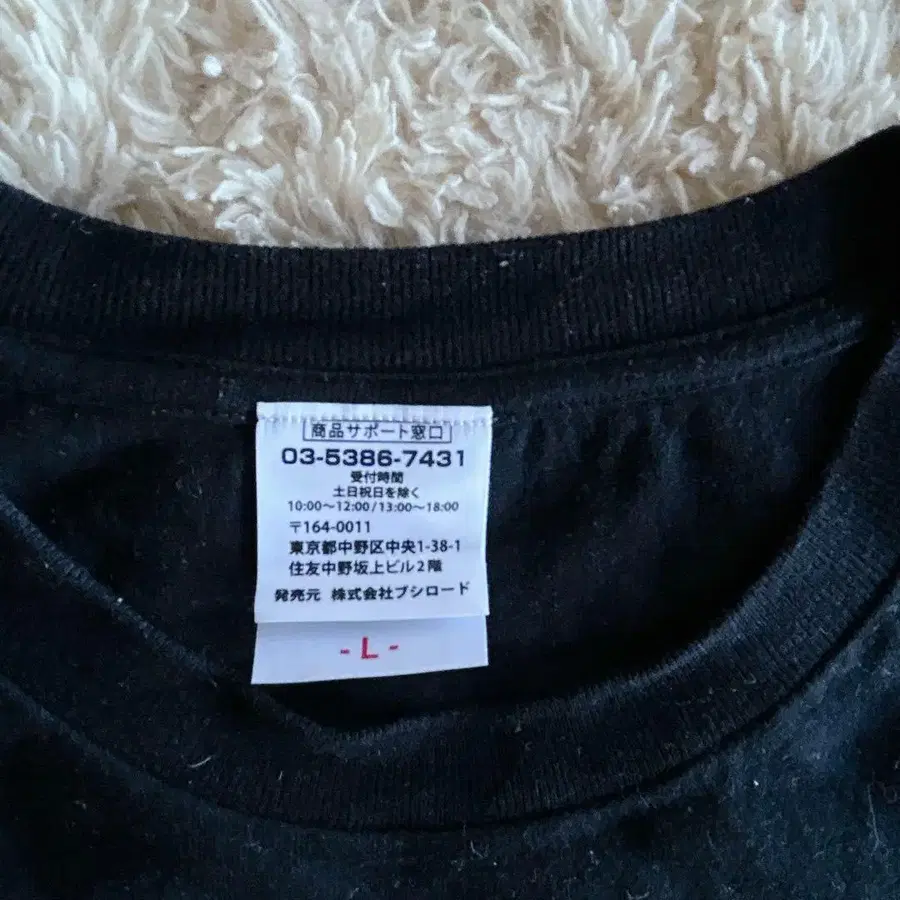 商品サポート窓口
03-5386-7431
受付時間
土日祝日を除く
10:00～12:00/13:00～18:00
〒164-0011
東京都中野区中央1-38-1
住友中野坂上ビル2階
発売元 株式会社ブシロード
-L-